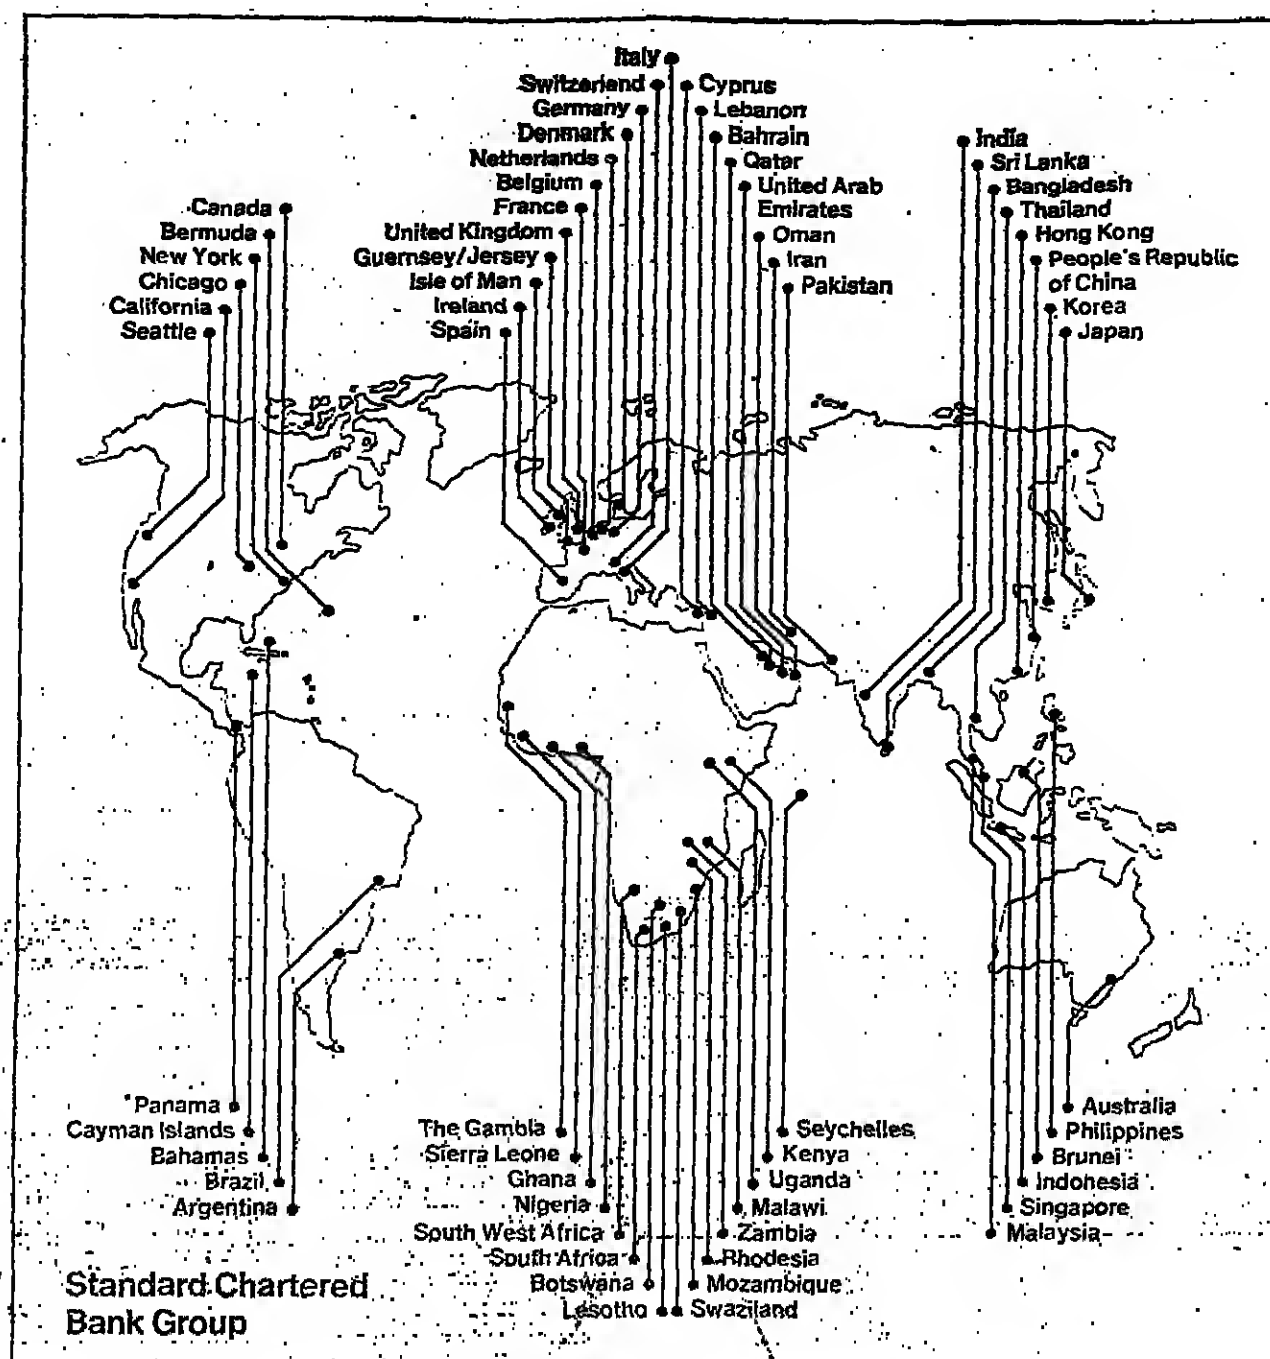 Italy
Switzerland
Germany
Denmark
Netherlands
Belgium
France
United Kingdom
Guernsey/Jersey
Isle of Man
Ireland
Spain
Cyprus
Lebanon
Bahrain
Qatar
United Arab
Emirates
Oman
Iran
Pakistan
Canada
Bermuda
New York
Chicago
California
Seattle
India
Sri Lanka
Bangladesh
Thailand
Hong Kong
People's Republic
of China
Korea
Japan
Panama
Cayman Islands
Bahamas
Brazil
Argentina
The Gambia
Sierra Leone
Ghana
Nigeria
South West Africa
South Africa
Botswana
Lesotho
Seychelles
Kenya
Uganda
Malawi
Zambia
Rhodesia
Mozambique
Swaziland
Australia
Philippines
Brunei
Indonesia
Singapore
Malaysia
Standard Chartered
Bank Group